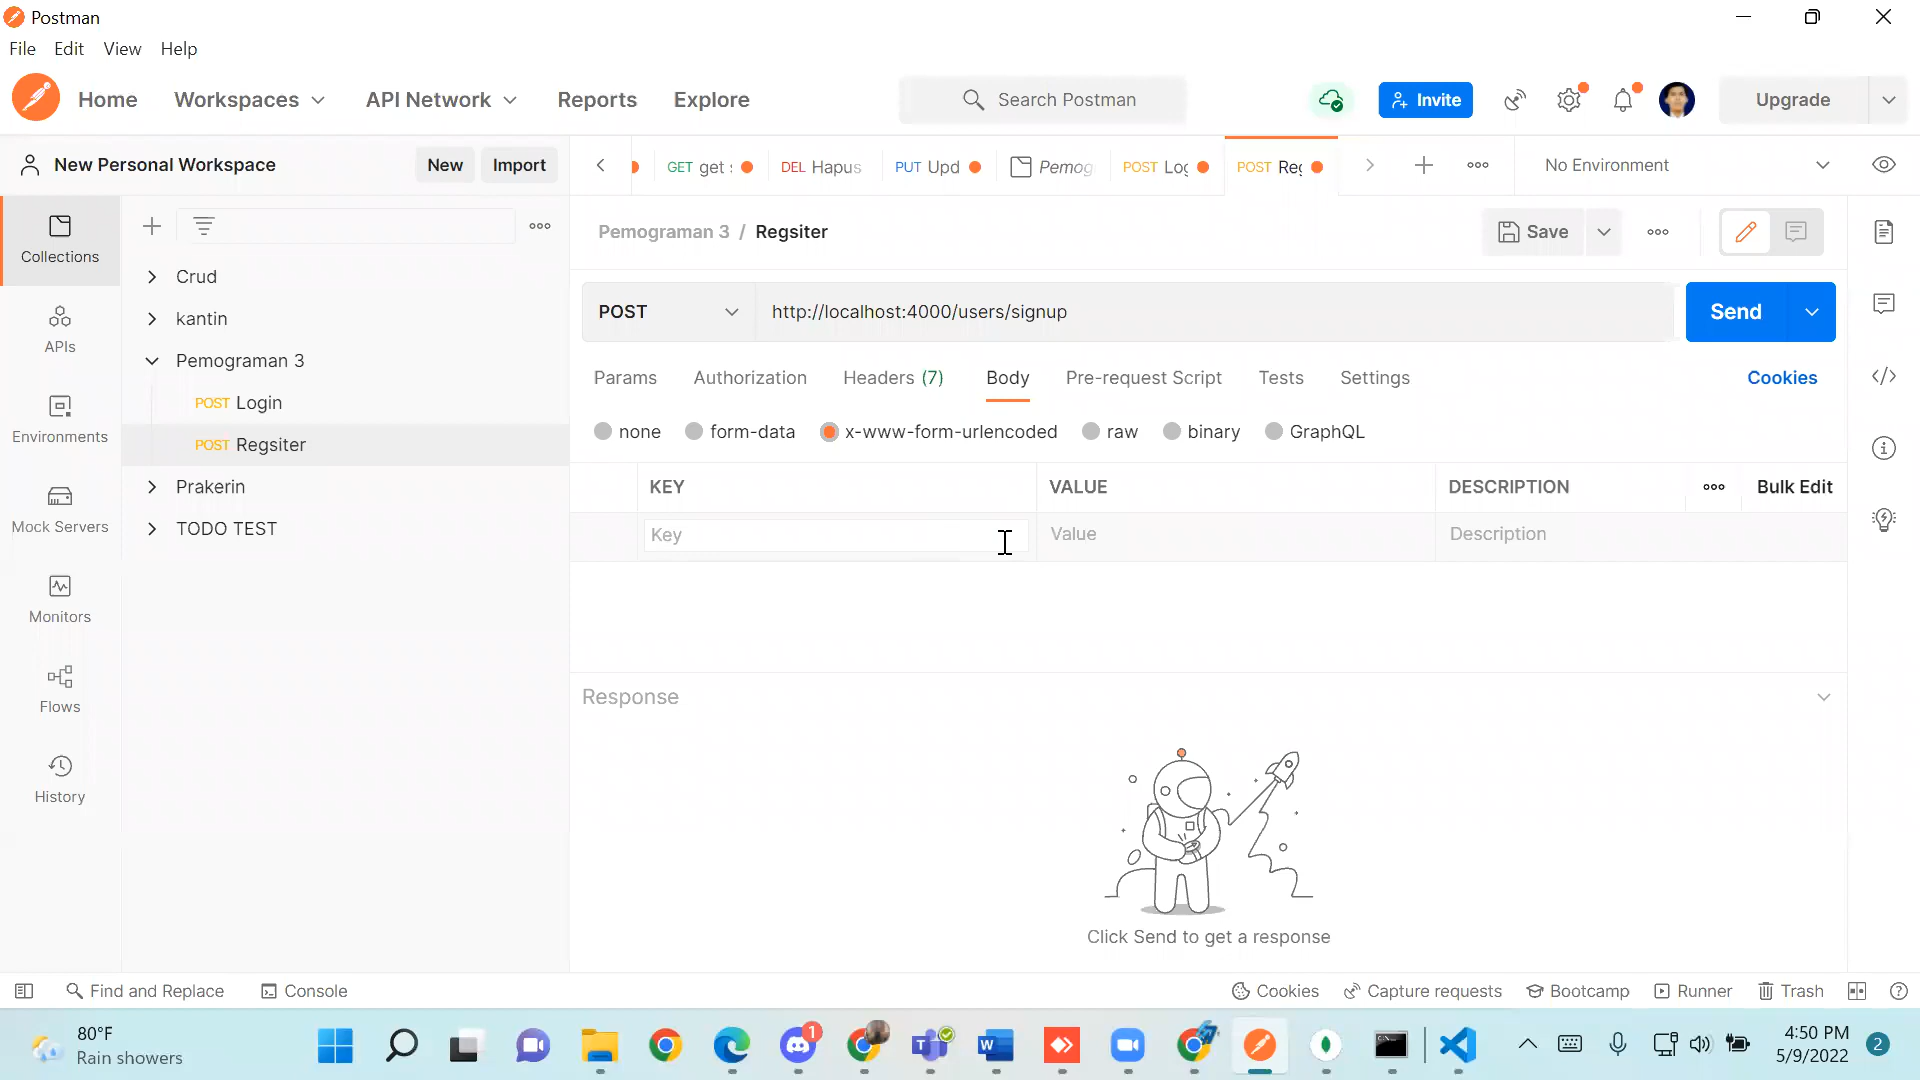 Postman
File Edit View Help
Home Workspaces API Network Reports Explore Search Postman Invite Upgrade
New Personal Workspace New Import GET get DEL Hapus PUT Upd Pemog POST Log POST Reg No Environment
Collections
Crud
kantin
Pemograman 3
POST Login
POST Regsiter
Prakerin
TODO TEST
APIs
Environments
Mock Servers
Monitors
Flows
History
Pemograman 3 / Regsiter Save
POST http://localhost:4000/users/signup Send
Params Authorization Headers (7) Body Pre-request Script Tests Settings Cookies
none form-data x-www-form-urlencoded raw binary GraphQL
KEY VALUE DESCRIPTION Bulk Edit
Key Value Description
Response
Click Send to get a response
Find and Replace Console Cookies Capture requests Bootcamp Runner Trash
80°F
Rain showers
1
4:50 PM
5/9/2022
2